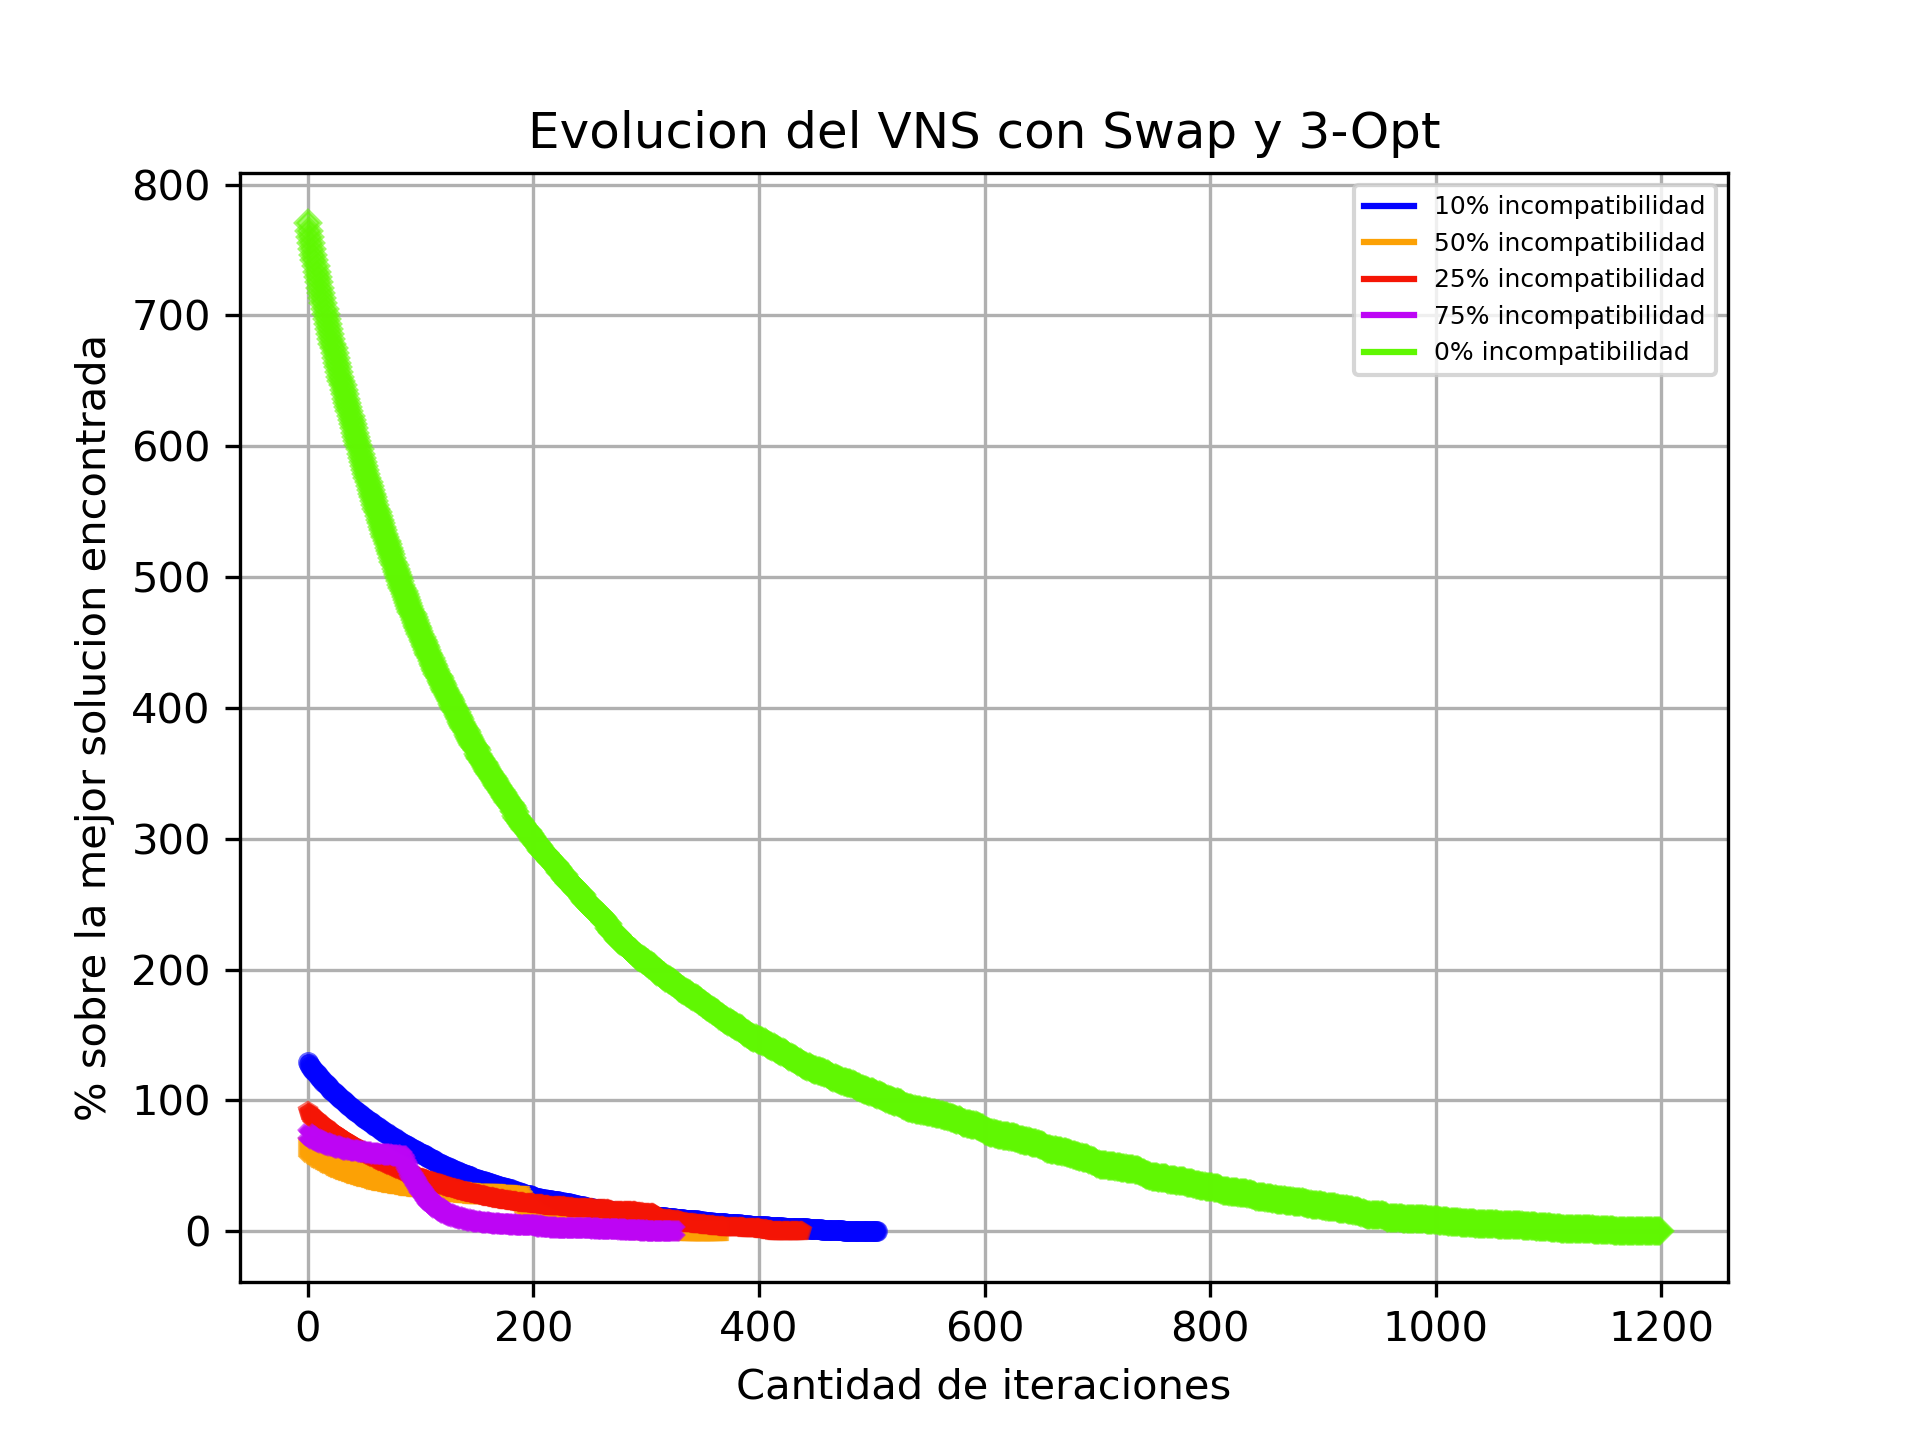 Evolucion del VNS con Swap y 3-Opt
800
700
600
500
400
300
200
100
0
% sobre la mejor solucion encontrada
10% incompatibilidad
50% incompatibilidad
25% incompatibilidad
75% incompatibilidad
0% incompatibilidad
0 200 400 600 800 1000 1200
Cantidad de iteraciones